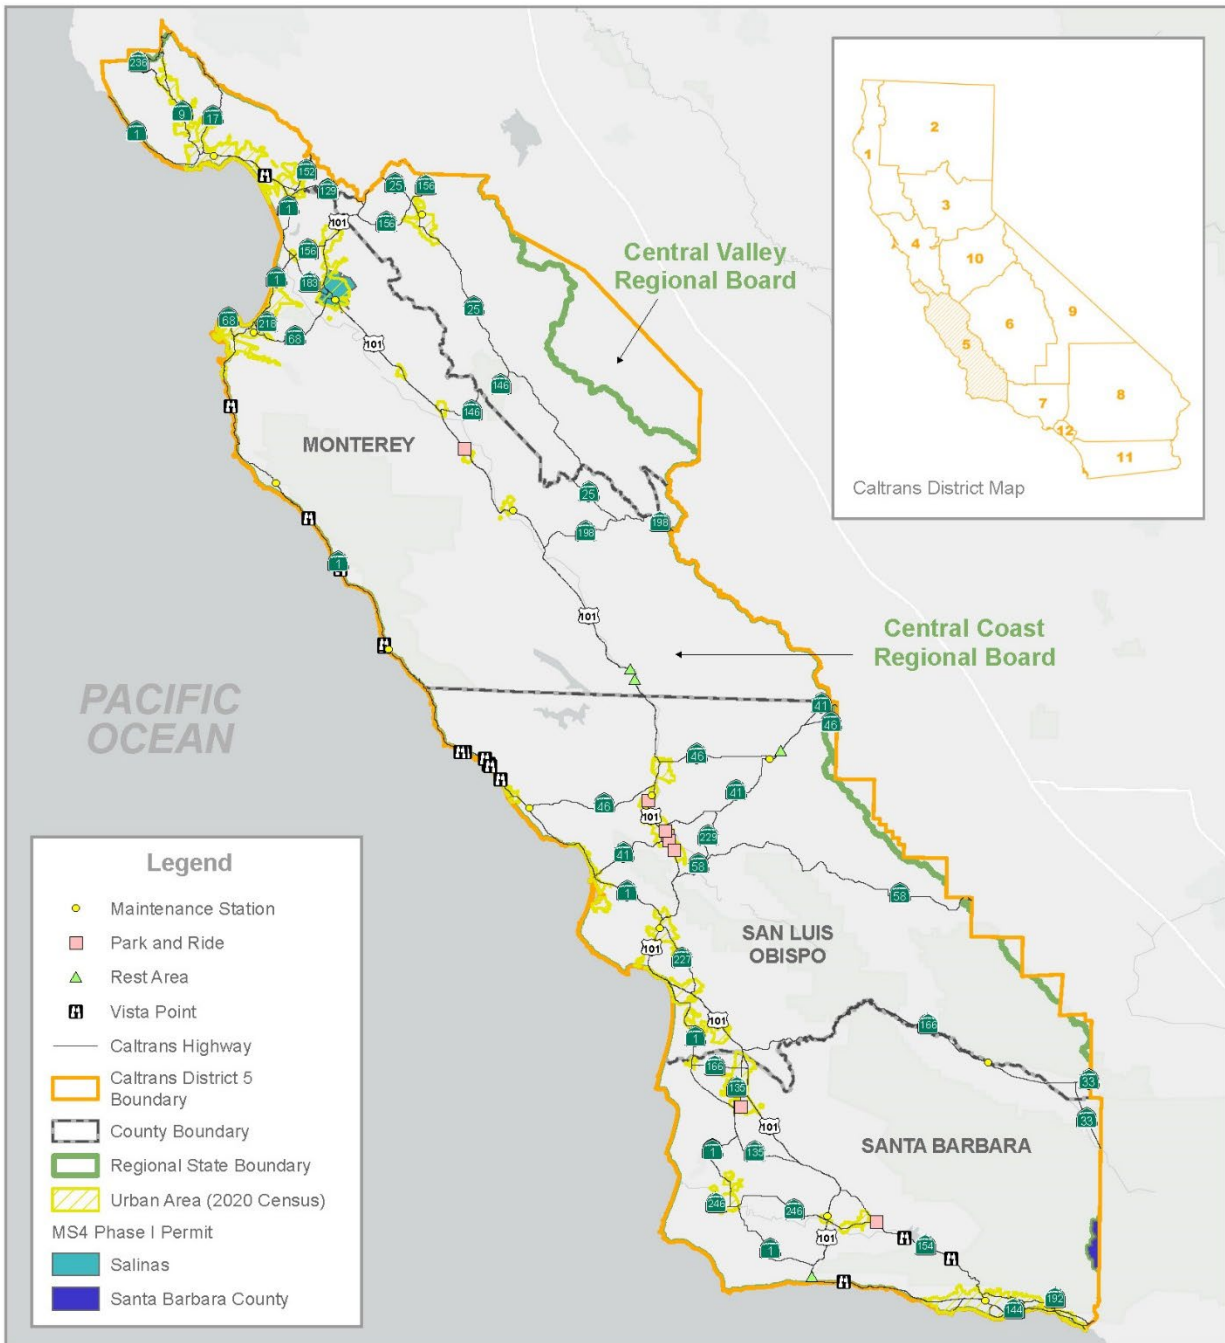 236
9
17
1
152
129
25
156
1
101
156
156
1
183
25
68
218
68
101
146
146
MONTEREY
25
198
198
1
101
Central Valley
Regional Board
Central Coast
Regional Board
PACIFIC
OCEAN
41
46
46
41
46
101
229
41
58
1
58
SAN LUIS
OBISPO
101
227
101
1
166
166
135
33
33
101
SANTA BARBARA
1
135
246
246
101
154
1
192
144
1
2
3
4
10
9
6
5
7
8
12
11
Caltrans District Map
Legend
Maintenance Station
Park and Ride
Rest Area
Vista Point
Caltrans Highway
Caltrans District 5
Boundary
County Boundary
Regional State Boundary
Urban Area (2020 Census)
MS4 Phase I Permit
Salinas
Santa Barbara County